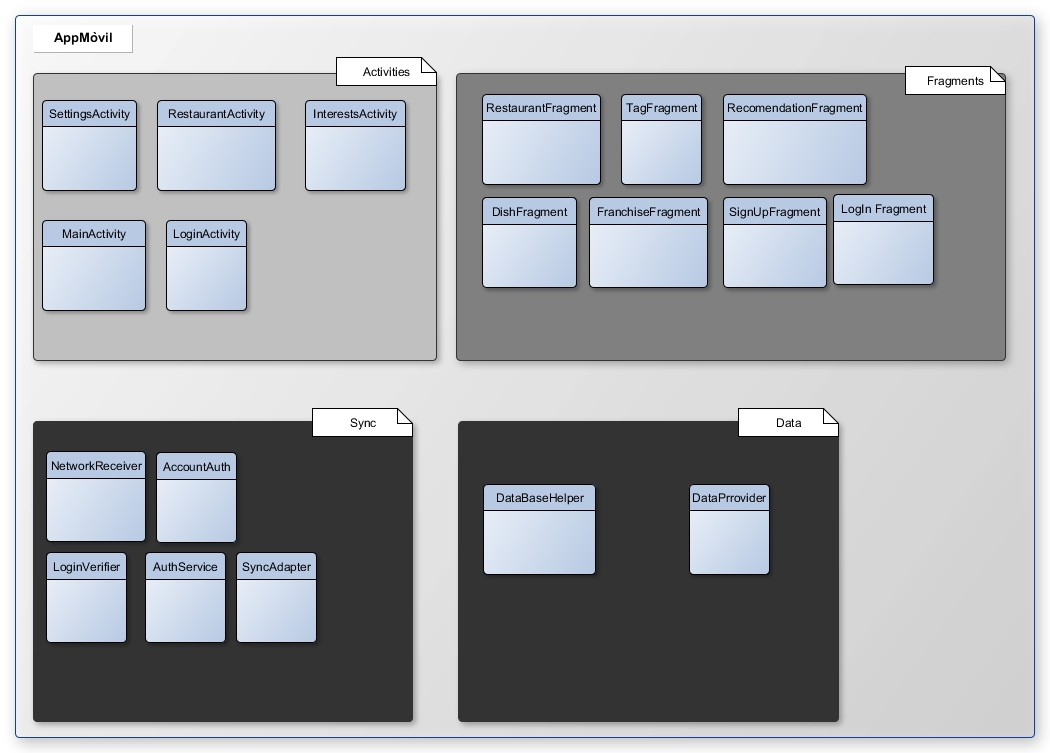 AppMóvil
Activities
SettingsActivity
RestaurantActivity
InterestsActivity
MainActivity
LoginActivity
Fragments
RestaurantFragment
TagFragment
RecomendationFragment
DishFragment
FranchiseFragment
SignUpFragment
LogIn Fragment
Sync
NetworkReceiver
AccountAuth
LoginVerifier
AuthService
SyncAdapter
Data
DataBaseHelper
DataPrrovider